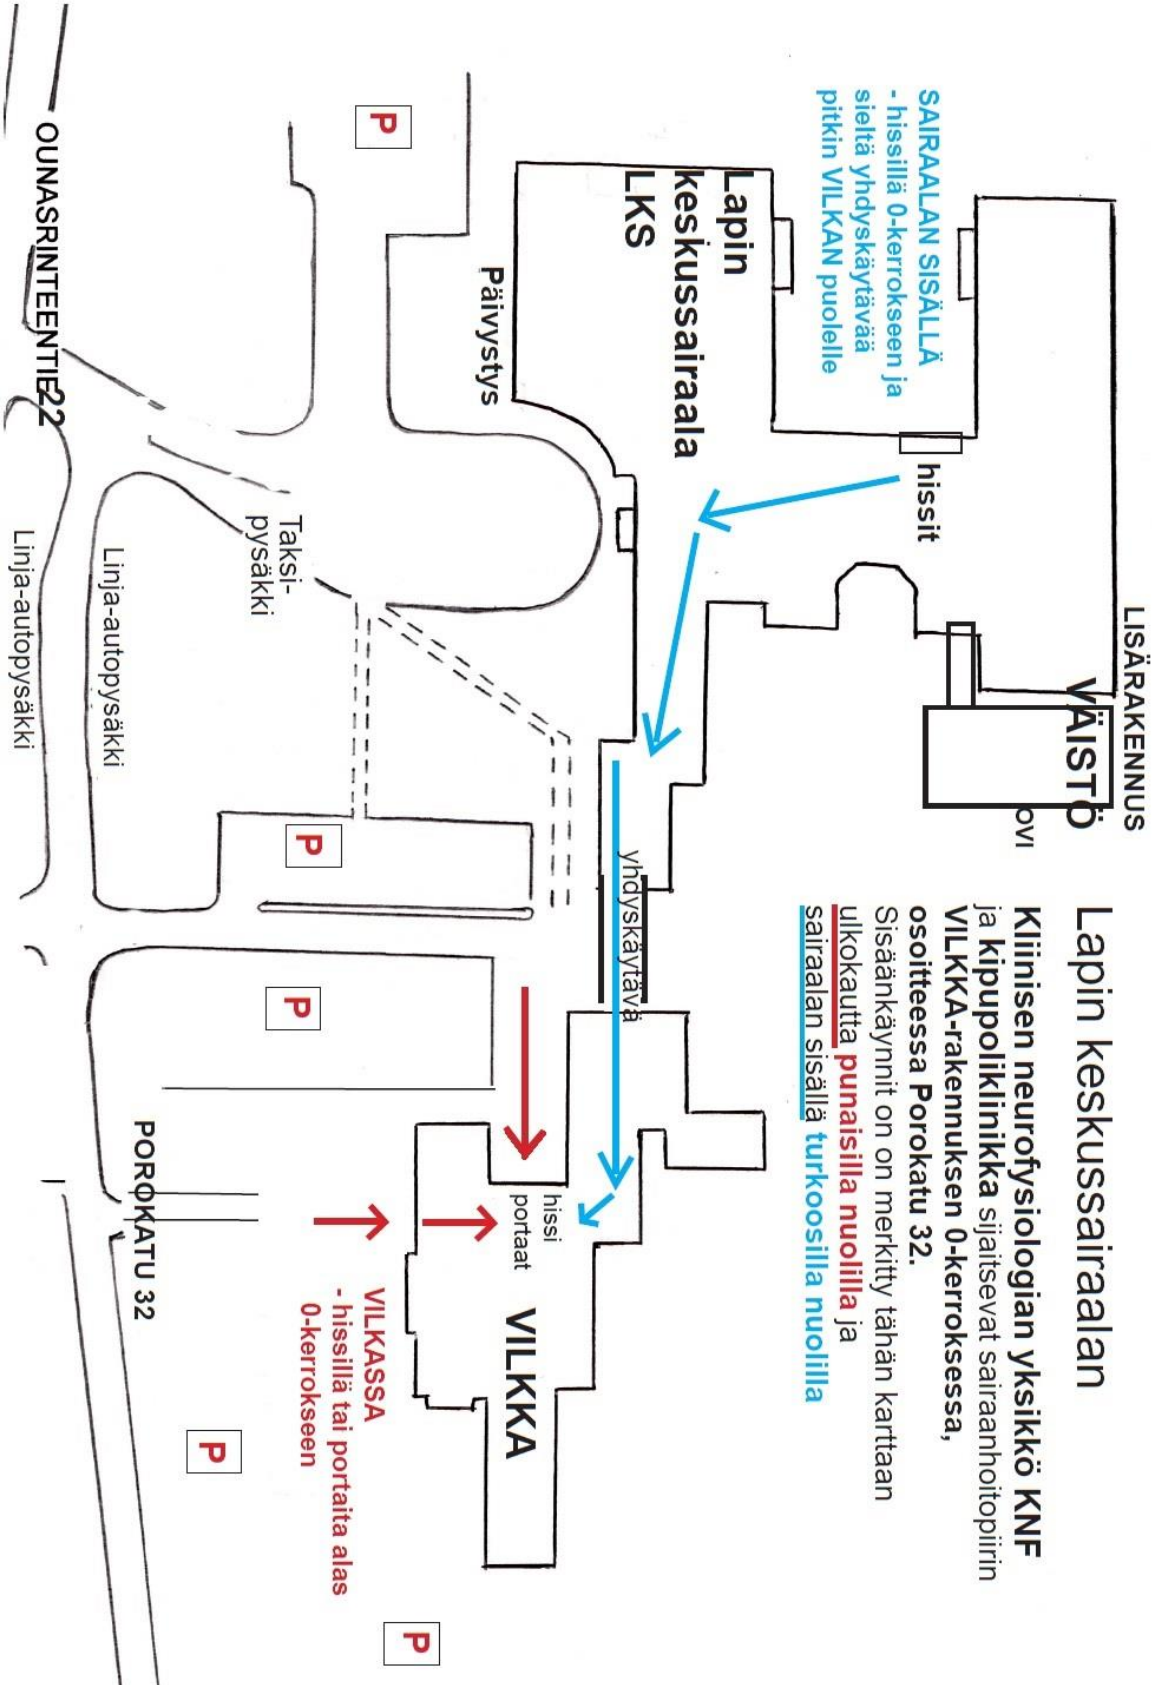 Lapin keskussairaalan
Kliinisen neurofysiologian yksikkö KNF
ja kipupoliklinikka sijaitsevat sairaanhoitopiirin
VILKKA-rakennuksen 0-kerroksessa,
osoitteessa Porokatu 32.
Sisäänkäynnit on on merkitty tähän karttaan
ulkokautta punaisilla nuolilla ja
sairaalan sisällä turkoosilla nuolilla
LISÄRAKENNUS
VÄISTÖ
OVI
SAIRAALAN SISÄLLÄ
- hissillä 0-kerrokseen ja
sieltä yhdyskäytävää
pitkin VILKAN puolelle
hissit
Lapin
keskussairaala
LKS
Päivystys
yhdyskäytävä
hissi
portaat
VILKKA
VILKASSA
- hissillä tai portaita alas
0-kerrokseen
P
P
P
P
P
Taksi-
pysäkki
Linja-autopysäkki
Linja-autopysäkki
OUNASRINTEENTIE22
POROKATU 32